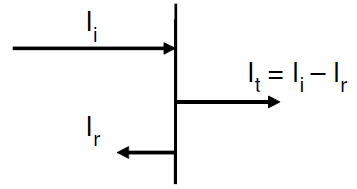 Iᵢ
Iₜ = Iᵢ – Iᵣ
Iᵣ